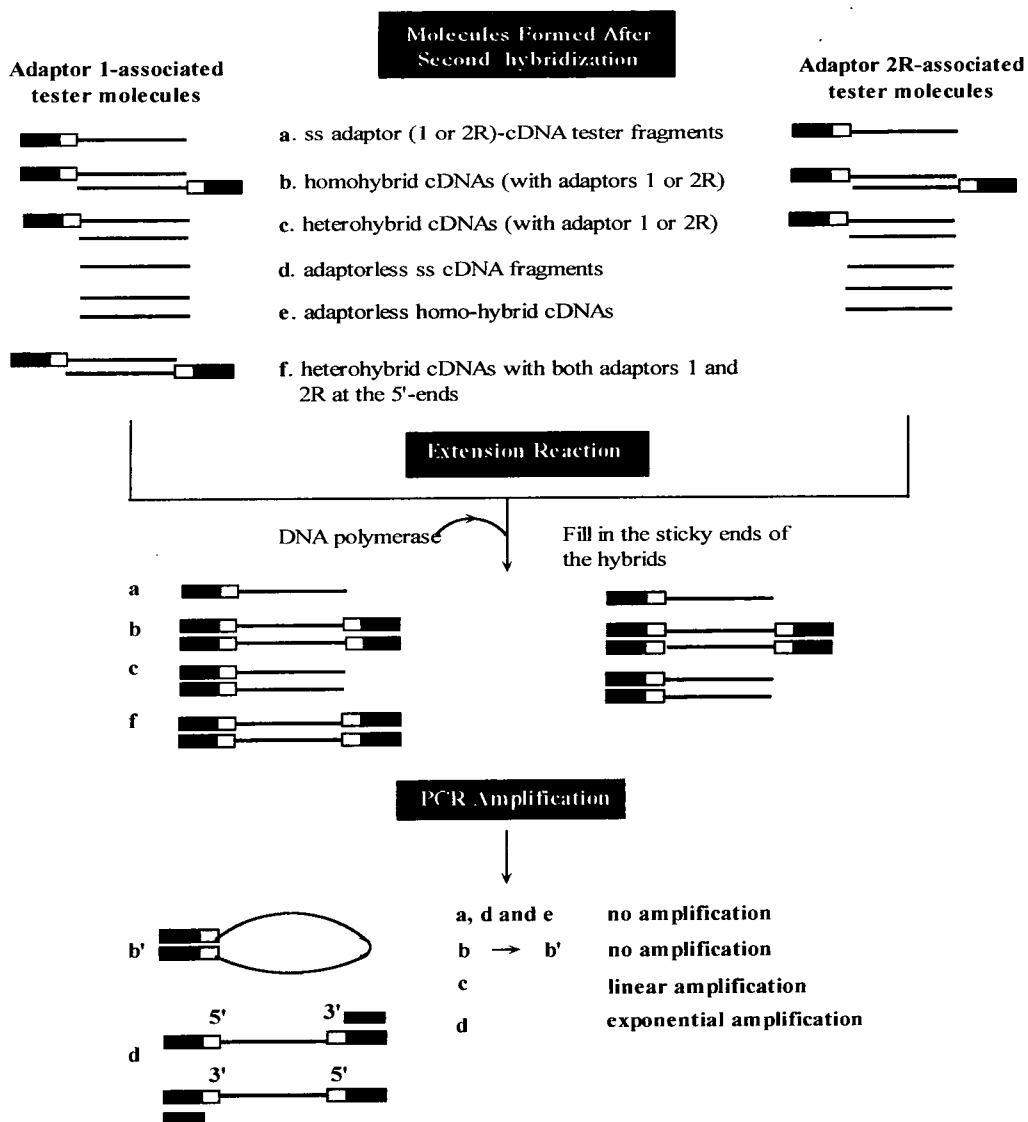 Molecules Formed After
Second hybridization
Adaptor 1-associated
tester molecules
Adaptor 2R-associated
tester molecules
a. ss adaptor (1 or 2R)-cDNA tester fragments
b. homohybrid cDNAs (with adaptors 1 or 2R)
c. heterohybrid cDNAs (with adaptor 1 or 2R)
d. adaptorless ss cDNA fragments
e. adaptorless homo-hybrid cDNAs
f. heterohybrid cDNAs with both adaptors 1 and
2R at the 5'-ends
Extension Reaction
DNA polymerase
Fill in the sticky ends of
the hybrids
a
b
c
f
PCR Amplification
a, d and e no amplification
b → b' no amplification
c linear amplification
d exponential amplification
b'
5' 3'
d
3' 5'